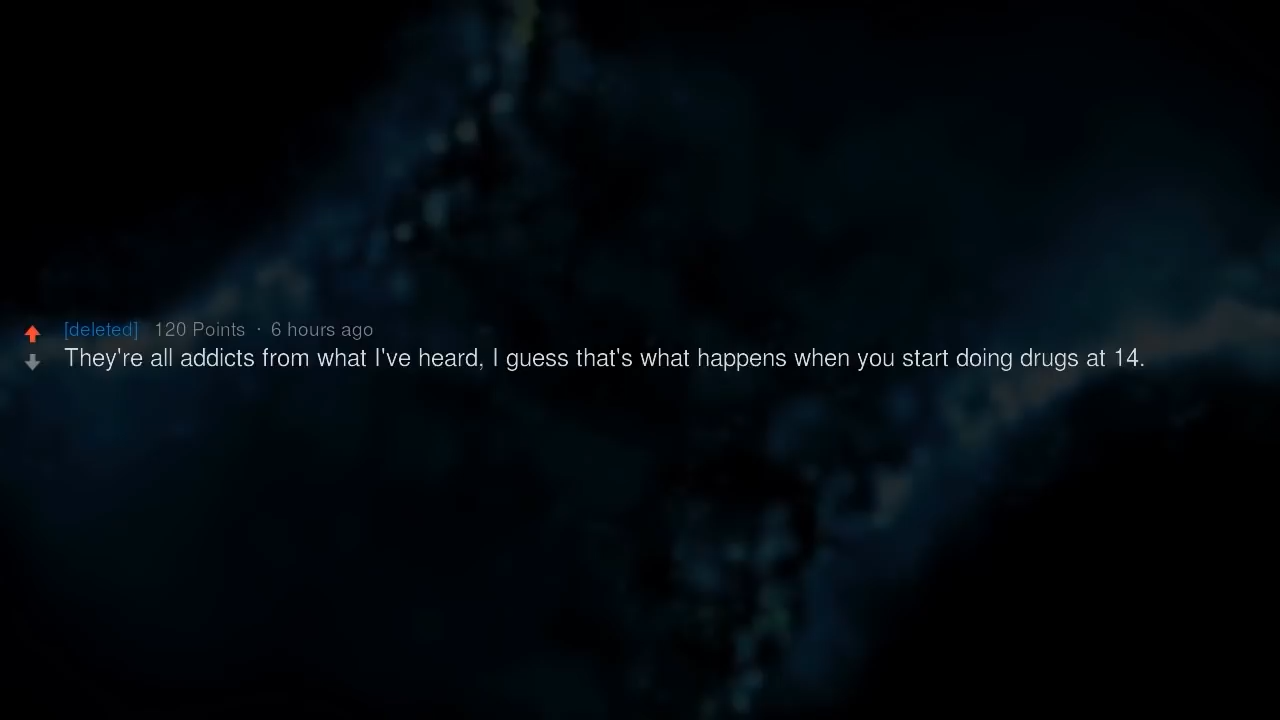 [deleted] 120 Points · 6 hours ago
They're all addicts from what I've heard, I guess that's what happens when you start doing drugs at 14.